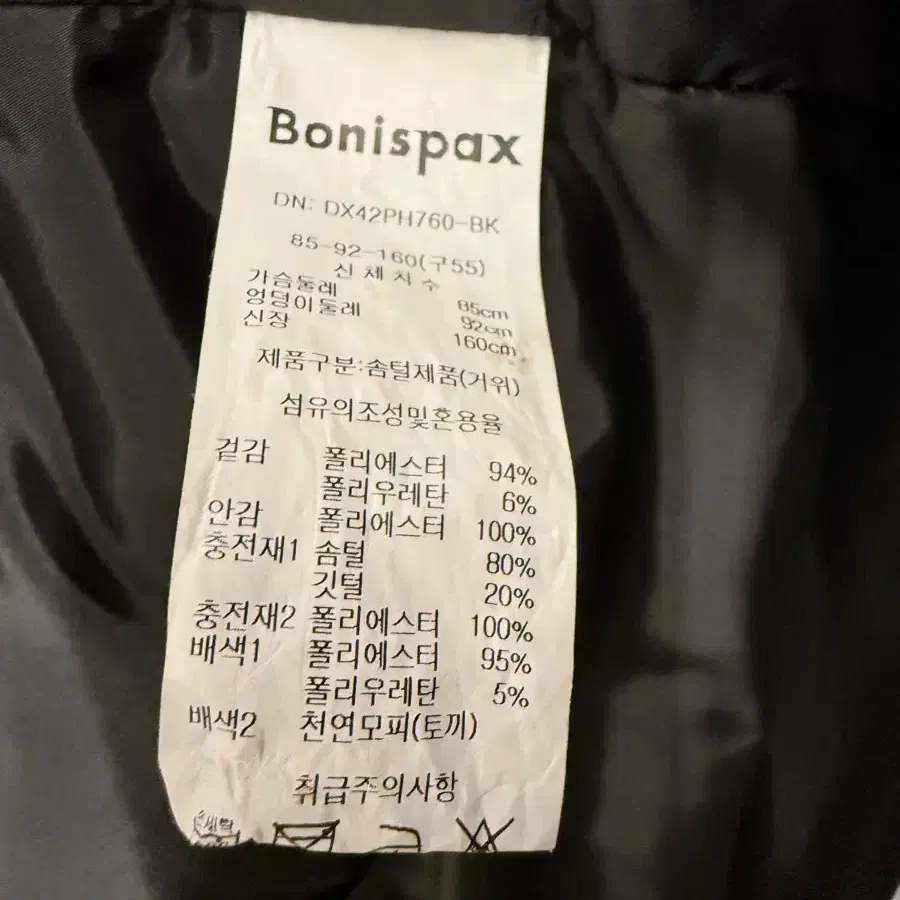 Bonispax
DN: DX42PH760-BK
85-92-160(구55)
신 체 치 수
가슴둘레 85cm
엉덩이둘레 92cm
신장 160cm
제품구분:솜털제품(거위)
섬유의조성및혼용율
겉감 폴리에스터 94%
폴리우레탄 6%
안감 폴리에스터 100%
충전재1 솜털 80%
깃털 20%
충전재2 폴리에스터 100%
배색1 폴리에스터 95%
폴리우레탄 5%
배색2 천연모피(토끼)
취급주의사항